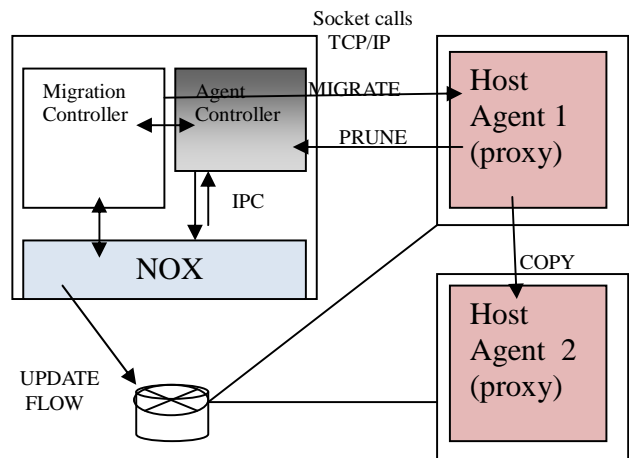 Socket calls
TCP/IP
Migration
Controller
Agent
Controller
MIGRATE
PRUNE
IPC
NOX
Host
Agent 1
(proxy)
COPY
Host
Agent 2
(proxy)
UPDATE
FLOW